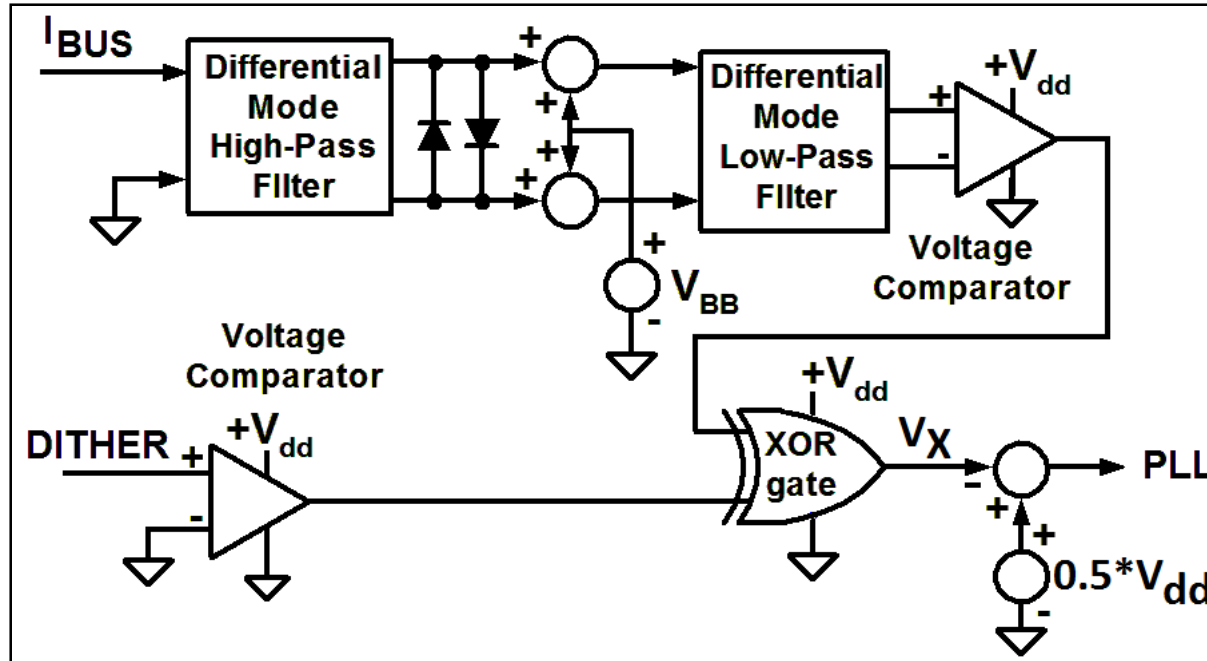 I BUS
Differential
Mode
High-Pass
FIlter
+
+
+
+
Differential
Mode
Low-Pass
FIlter
+
-
+Vdd
Voltage
Comparator
+
VBB
-
Voltage
Comparator
DITHER
+
-
+Vdd
+Vdd
XOR
gate
VX
-
+
PLL
+
0.5*Vdd
-